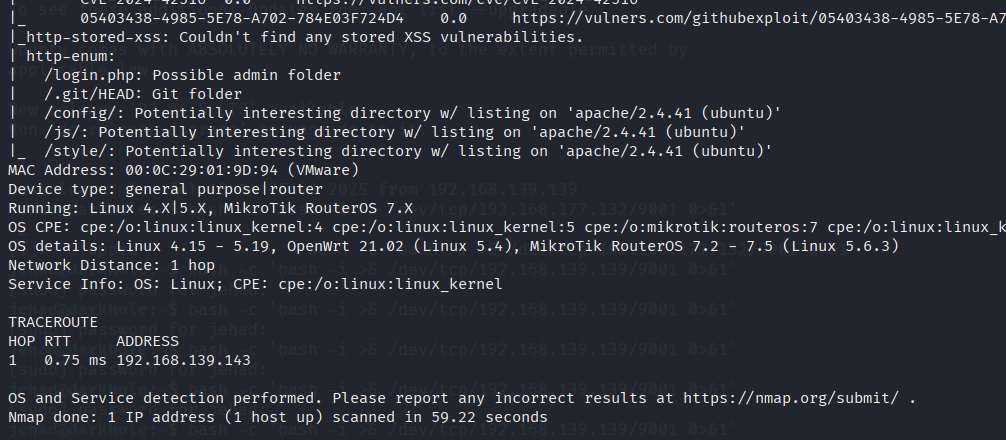 |_    05403438-4985-5E78-A702-784E03F724D4    0.0     https://vulners.com/githubexploit/05403438-4985-5E78-A7
|_http-stored-xss: Couldn't find any stored XSS vulnerabilities.
| http-enum:
|   /login.php: Possible admin folder
|   /.git/HEAD: Git folder
|   /config/: Potentially interesting directory w/ listing on 'apache/2.4.41 (ubuntu)'
|   /js/: Potentially interesting directory w/ listing on 'apache/2.4.41 (ubuntu)'
|_  /style/: Potentially interesting directory w/ listing on 'apache/2.4.41 (ubuntu)'
MAC Address: 00:0C:29:01:9D:94 (VMware)
Device type: general purpose|router
Running: Linux 4.X|5.X, MikroTik RouterOS 7.X
OS CPE: cpe:/o:linux:linux_kernel:4 cpe:/o:linux:linux_kernel:5 cpe:/o:mikrotik:routeros:7 cpe:/o:linux:linux_k
OS details: Linux 4.15 - 5.19, OpenWrt 21.02 (Linux 5.4), MikroTik RouterOS 7.2 - 7.5 (Linux 5.6.3)
Network Distance: 1 hop
Service Info: OS: Linux; CPE: cpe:/o:linux:linux_kernel
TRACEROUTE
HOP RTT     ADDRESS
1   0.75 ms 192.168.139.143
OS and Service detection performed. Please report any incorrect results at https://nmap.org/submit/ .
Nmap done: 1 IP address (1 host up) scanned in 59.22 seconds